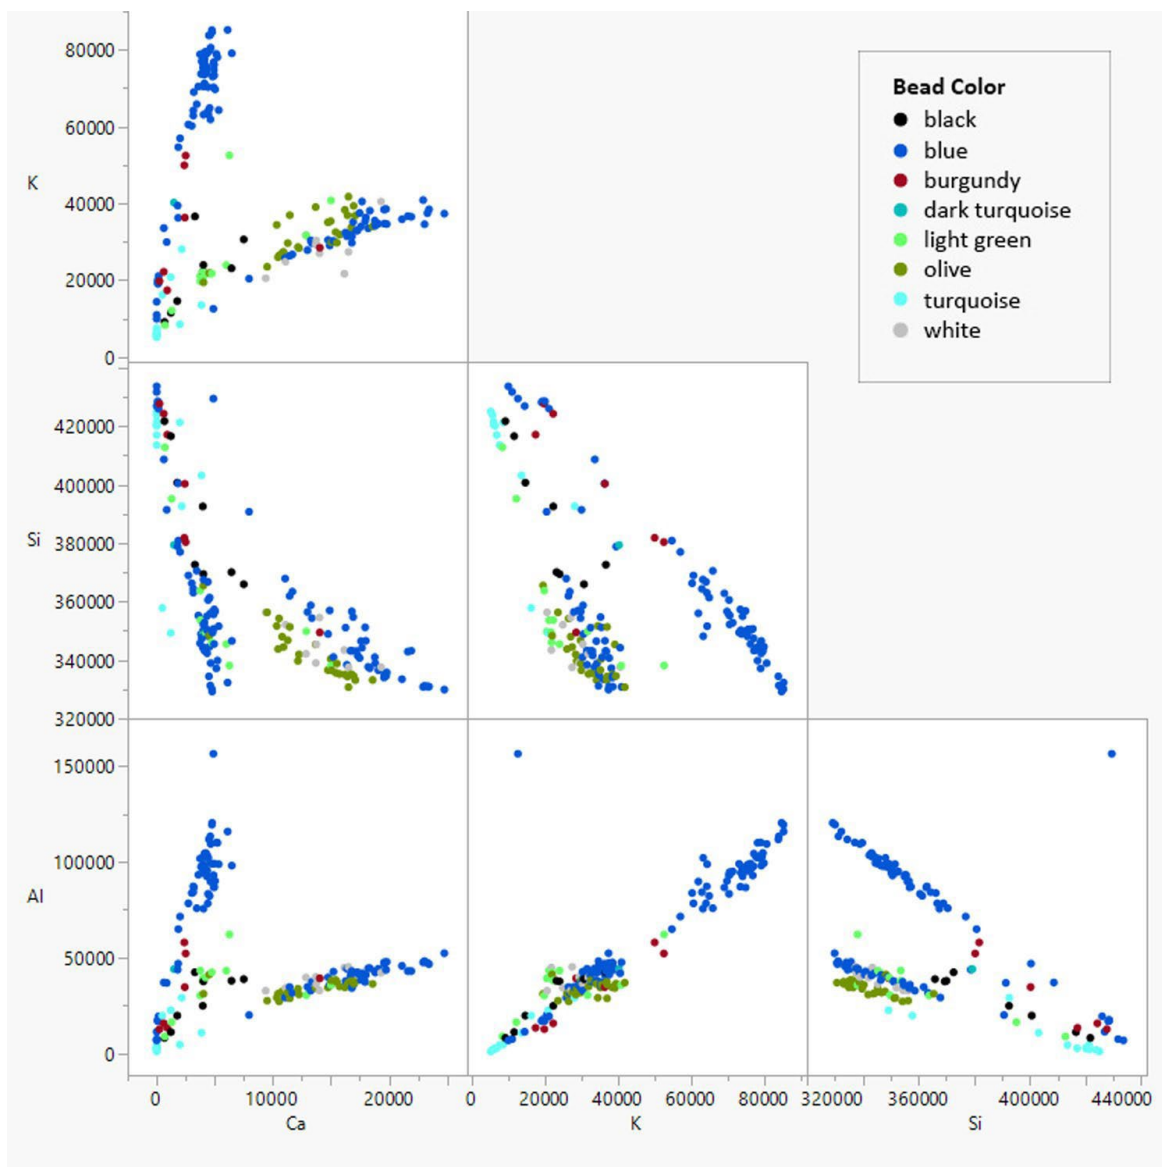 80000
60000
K
40000
20000
0
Bead Color
black
blue
burgundy
dark turquoise
light green
olive
turquoise
white
420000
400000
Si
380000
360000
340000
320000
150000
100000
Al
50000
0
0 10000 20000 0 20000 40000 60000 80000 320000 360000 400000 440000
Ca K Si